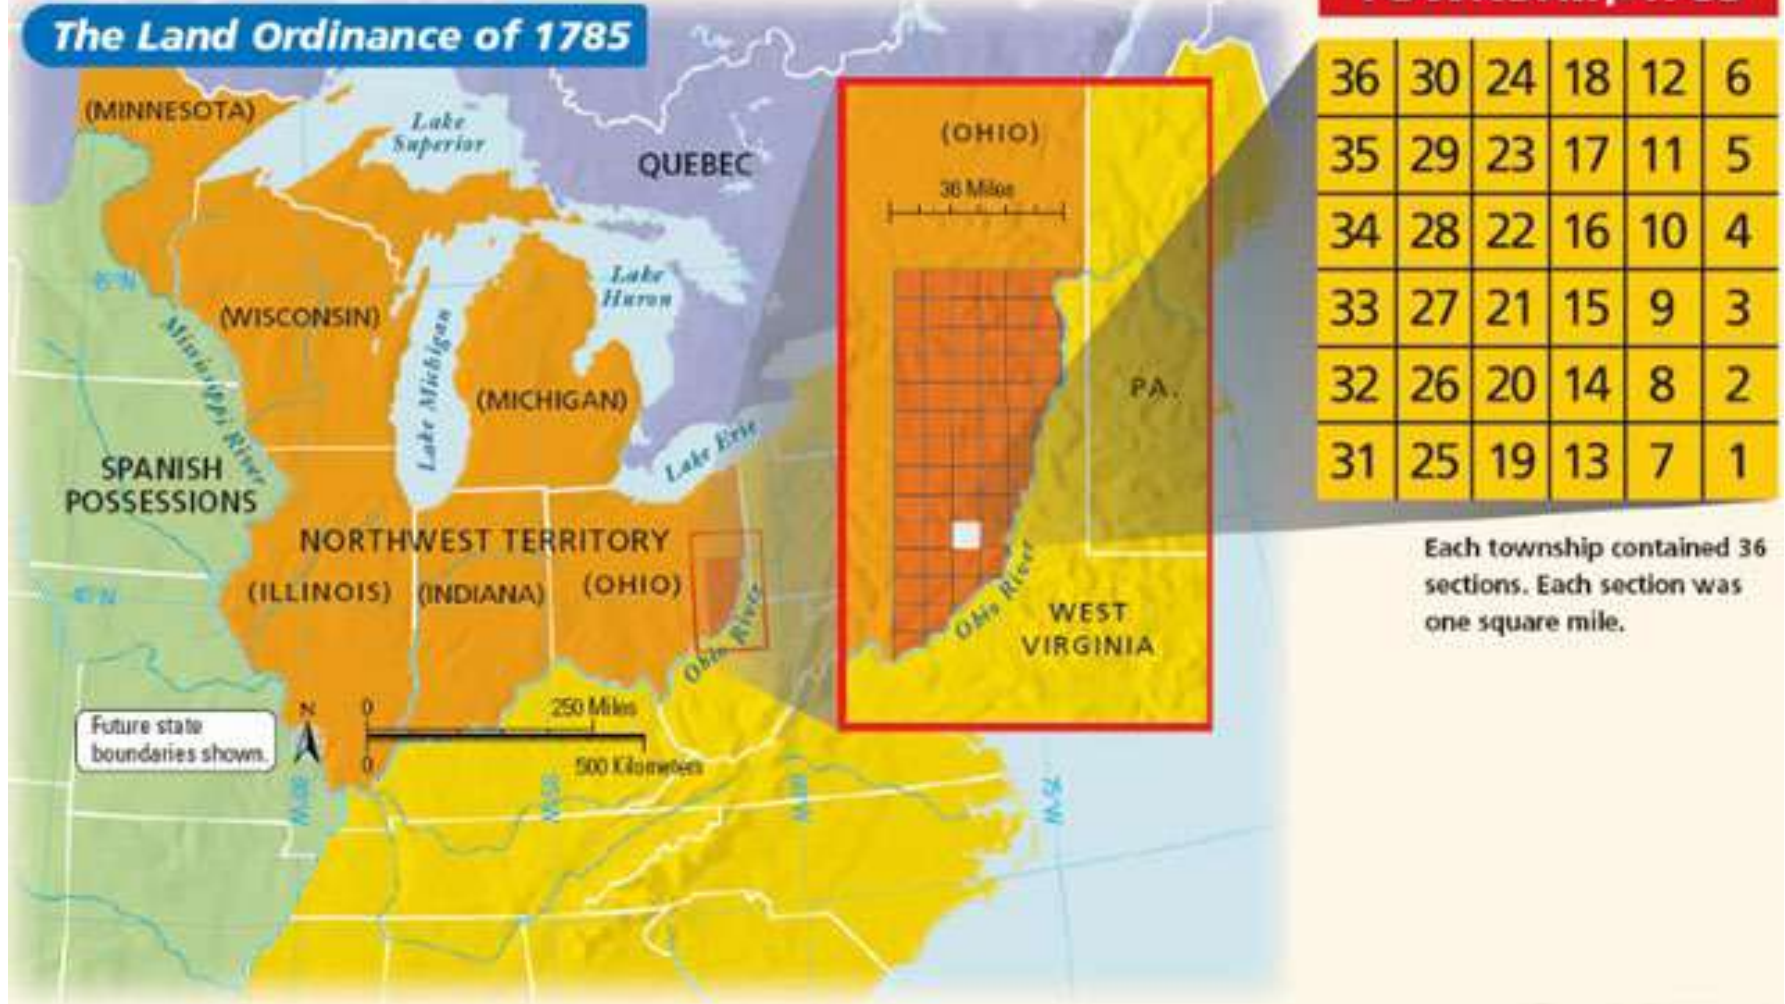 The Land Ordinance of 1785
36 30 24 18 12 6
35 29 23 17 11 5
34 28 22 16 10 4
33 27 21 15 9 3
32 26 20 14 8 2
31 25 19 13 7 1
Each township contained 36
sections. Each section was
one square mile.
(MINNESOTA)
Lake
Superior
QUEBEC
(WISCONSIN)
Lake
Huron
Mississippi River
Lake Michigan
(MICHIGAN)
Lake Erie
SPANISH
POSSESSIONS
NORTHWEST TERRITORY
(ILLINOIS)
(INDIANA)
(OHIO)
Ohio River
Future state
boundaries shown.
N
0
250 Miles
0
500 Kilometers
75°W
(OHIO)
36 Miles
PA.
Ohio River
WEST
VIRGINIA